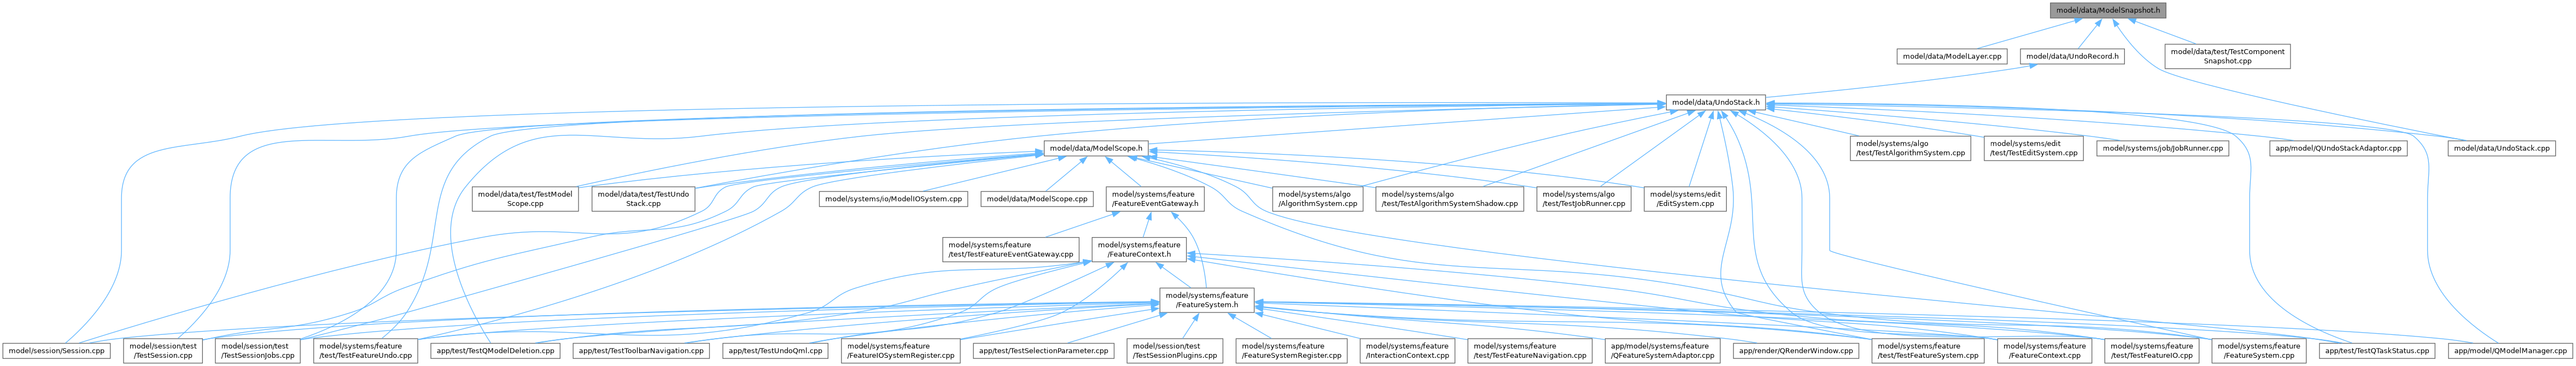 model/data/ModelSnapshot.h
model/data/ModelLayer.cpp
model/data/UndoRecord.h
model/data/test/TestComponent
Snapshot.cpp
model/data/UndoStack.h
model/data/ModelScope.h
model/systems/algo
/test/TestAlgorithmSystem.cpp
model/systems/edit
/test/TestEditSystem.cpp
model/systems/job/JobRunner.cpp
app/model/QUndoStackAdaptor.cpp
model/data/UndoStack.cpp
model/data/test/TestModel
Scope.cpp
model/data/test/TestUndo
Stack.cpp
model/systems/io/ModelIOSystem.cpp
model/data/ModelScope.cpp
model/systems/feature
/FeatureEventGateway.h
model/systems/algo
/AlgorithmSystem.cpp
model/systems/algo
/test/TestAlgorithmSystemShadow.cpp
model/systems/algo
/test/TestJobRunner.cpp
model/systems/edit
/EditSystem.cpp
model/systems/feature
/test/TestFeatureEventGateway.cpp
model/systems/feature
/FeatureContext.h
model/systems/feature
/FeatureSystem.h
model/session/Session.cpp
model/session/test
/TestSession.cpp
model/session/test
/TestSessionJobs.cpp
model/systems/feature
/test/TestFeatureUndo.cpp
app/test/TestQModelDeletion.cpp
app/test/TestToolbarNavigation.cpp
app/test/TestUndoQml.cpp
model/systems/feature
/FeatureIOSystemRegister.cpp
app/test/TestSelectionParameter.cpp
model/session/test
/TestSessionPlugins.cpp
model/systems/feature
/FeatureSystemRegister.cpp
model/systems/feature
/InteractionContext.cpp
model/systems/feature
/test/TestFeatureNavigation.cpp
app/model/systems/feature
/QFeatureSystemAdaptor.cpp
app/render/QRenderWindow.cpp
model/systems/feature
/test/TestFeatureSystem.cpp
model/systems/feature
/FeatureContext.cpp
model/systems/feature
/test/TestFeatureIO.cpp
model/systems/feature
/FeatureSystem.cpp
app/test/TestQTaskStatus.cpp
app/model/QModelManager.cpp